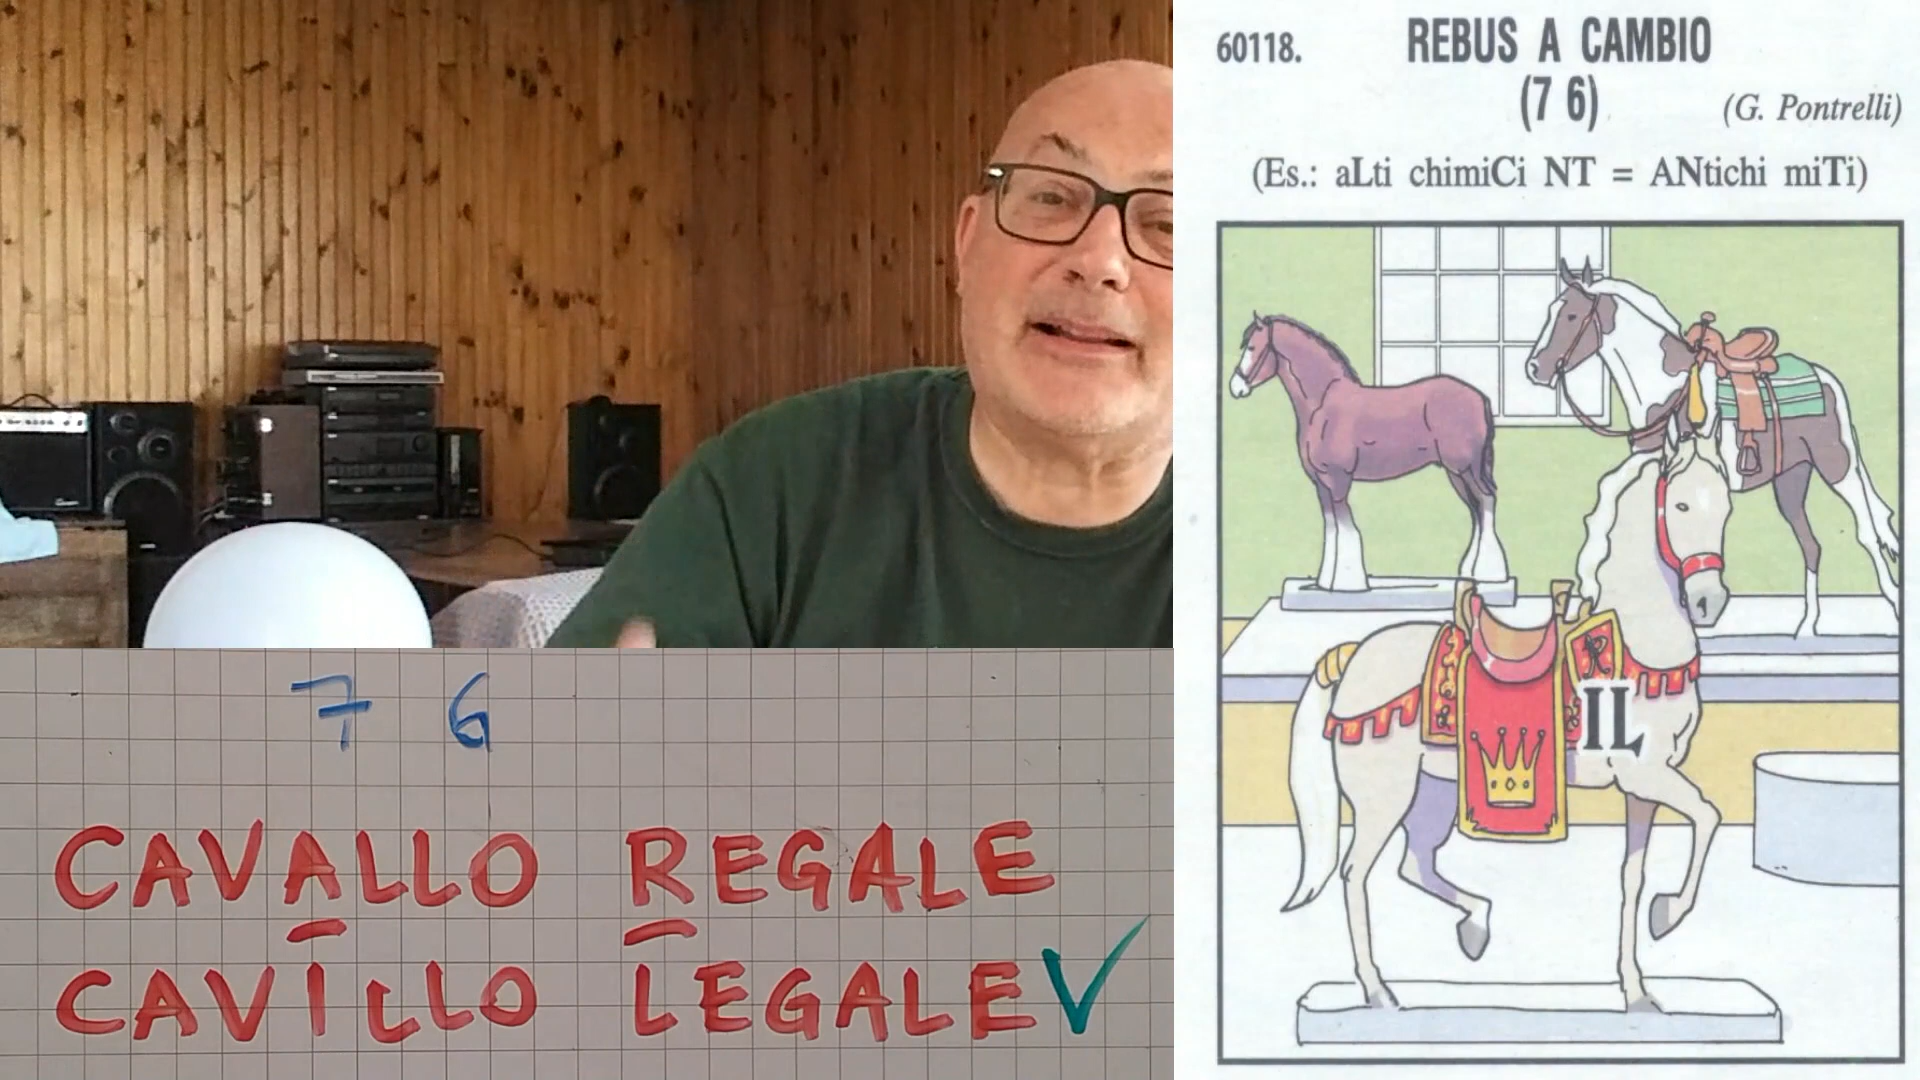 7 6
CAVALLO REGALE
CAVILLO LEGALE V
60118. REBUS A CAMBIO
(7 6) (G. Pontrelli)
(Es.: aLti chimiCi NT = ANtichi miTi)
R
IL